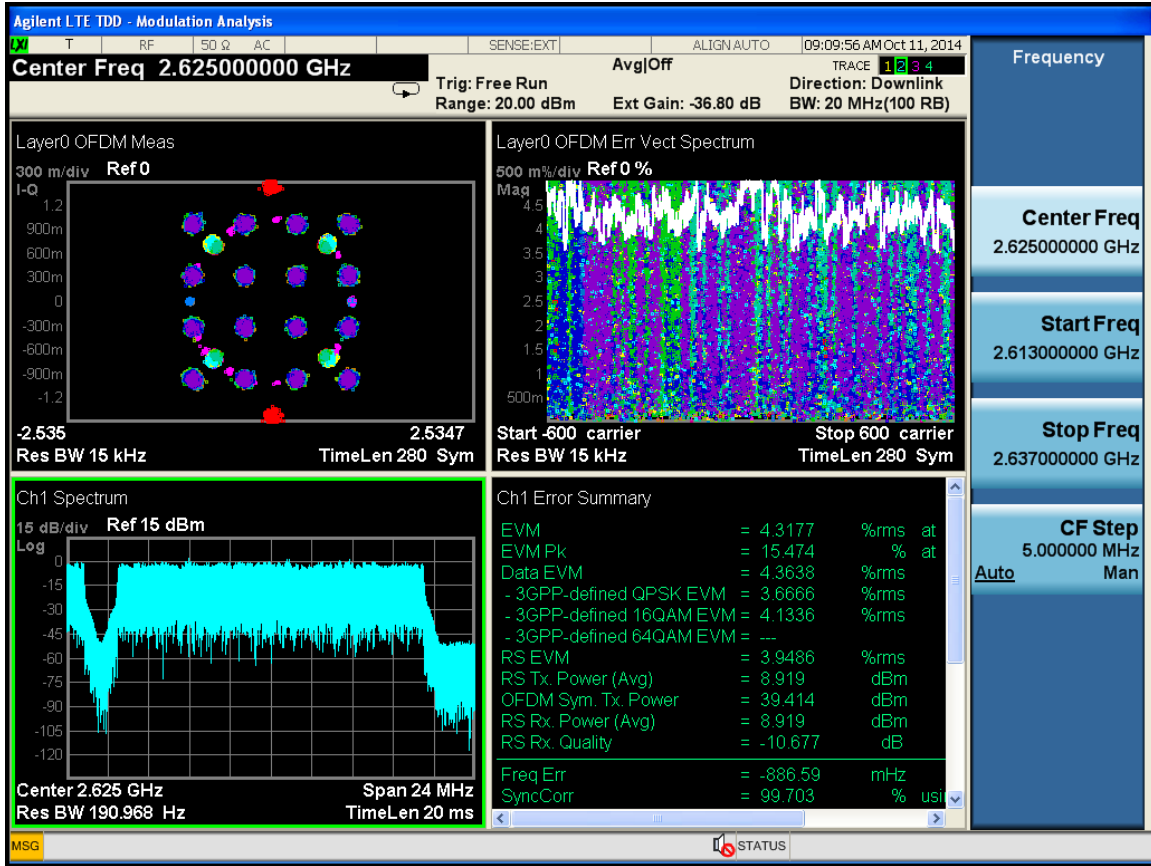 Agilent LTE TDD - Modulation Analysis
LXI T RF 50 Ω AC SENSE:EXT ALIGN AUTO 09:09:56 AM Oct 11, 2014
Center Freq 2.625000000 GHz
Avg|Off
TRACE 1 2 3 4
Trig: Free Run
Direction: Downlink
Range: 20.00 dBm Ext Gain: -36.80 dB BW: 20 MHz(100 RB)
Layer0 OFDM Meas
300 m/div Ref 0
I-Q
1.2
900m
600m
300m
0
-300m
-600m
-900m
-1.2
-2.535 2.5347
Res BW 15 kHz TimeLen 280 Sym
Layer0 OFDM Err Vect Spectrum
500 m%/div Ref 0 %
Mag
4.5
4
3.5
3
2.5
2
1.5
1
500m
Start -600 carrier Stop 600 carrier
Res BW 15 kHz TimeLen 280 Sym
Ch1 Spectrum
15 dB/div Ref 15 dBm
Log
0
-15
-30
-45
-60
-75
-90
-105
-120
Center 2.625 GHz Span 24 MHz
Res BW 190.968 Hz TimeLen 20 ms
Ch1 Error Summary
EVM = 4.3177 %rms at
EVM Pk = 15.474 % at
Data EVM = 4.3638 %rms
- 3GPP-defined QPSK EVM = 3.6666 %rms
- 3GPP-defined 16QAM EVM = 4.1336 %rms
- 3GPP-defined 64QAM EVM = ---
RS EVM = 3.9486 %rms
RS Tx. Power (Avg) = 8.919 dBm
OFDM Sym. Tx. Power = 39.414 dBm
RS Rx. Power (Avg) = 8.919 dBm
RS Rx. Quality = -10.677 dB
Freq Err = -886.59 mHz
SyncCorr = 99.703 % usi
Frequency
Center Freq
2.625000000 GHz
Start Freq
2.613000000 GHz
Stop Freq
2.637000000 GHz
CF Step
5.000000 MHz
Auto Man
MSG STATUS